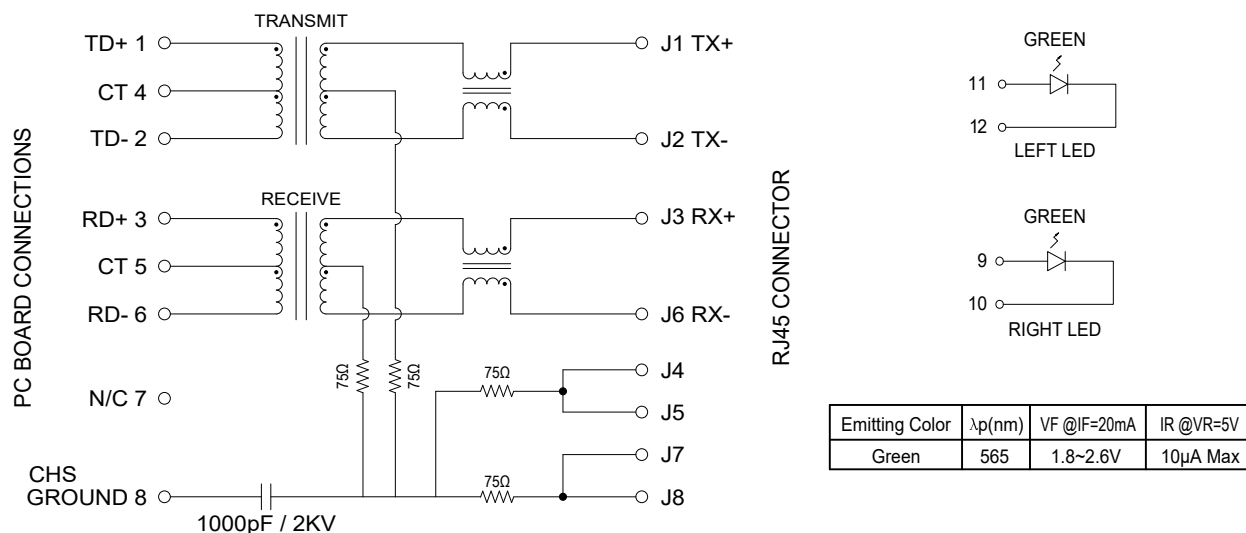 TRANSMIT
TD+ 1
CT 4
TD- 2
J1 TX+
J2 TX-
RECEIVE
RD+ 3
CT 5
RD- 6
J3 RX+
J6 RX-
N/C 7
75Ω
75Ω
75Ω
J4
J5
CHS
GROUND 8
1000pF / 2KV
75Ω
J7
J8
PC BOARD CONNECTIONS
RJ45 CONNECTOR
GREEN
11
12
LEFT LED
GREEN
9
10
RIGHT LED
Emitting Color λp(nm) VF @IF=20mA IR @VR=5V
Green 565 1.8~2.6V 10µA Max